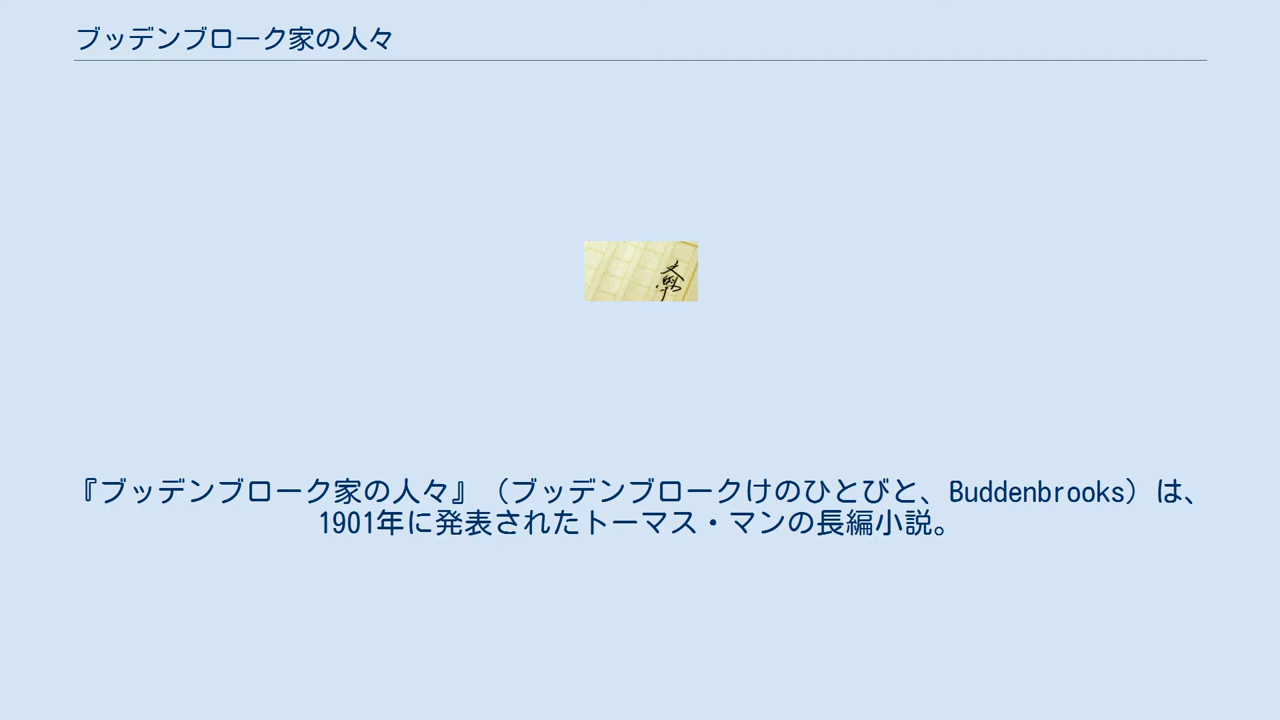 ブッデンブローク家の人々
『ブッデンブローク家の人々』（ブッデンブロークけのひとびと、Buddenbrooks）は、
1901年に発表されたトーマス・マンの長編小説。